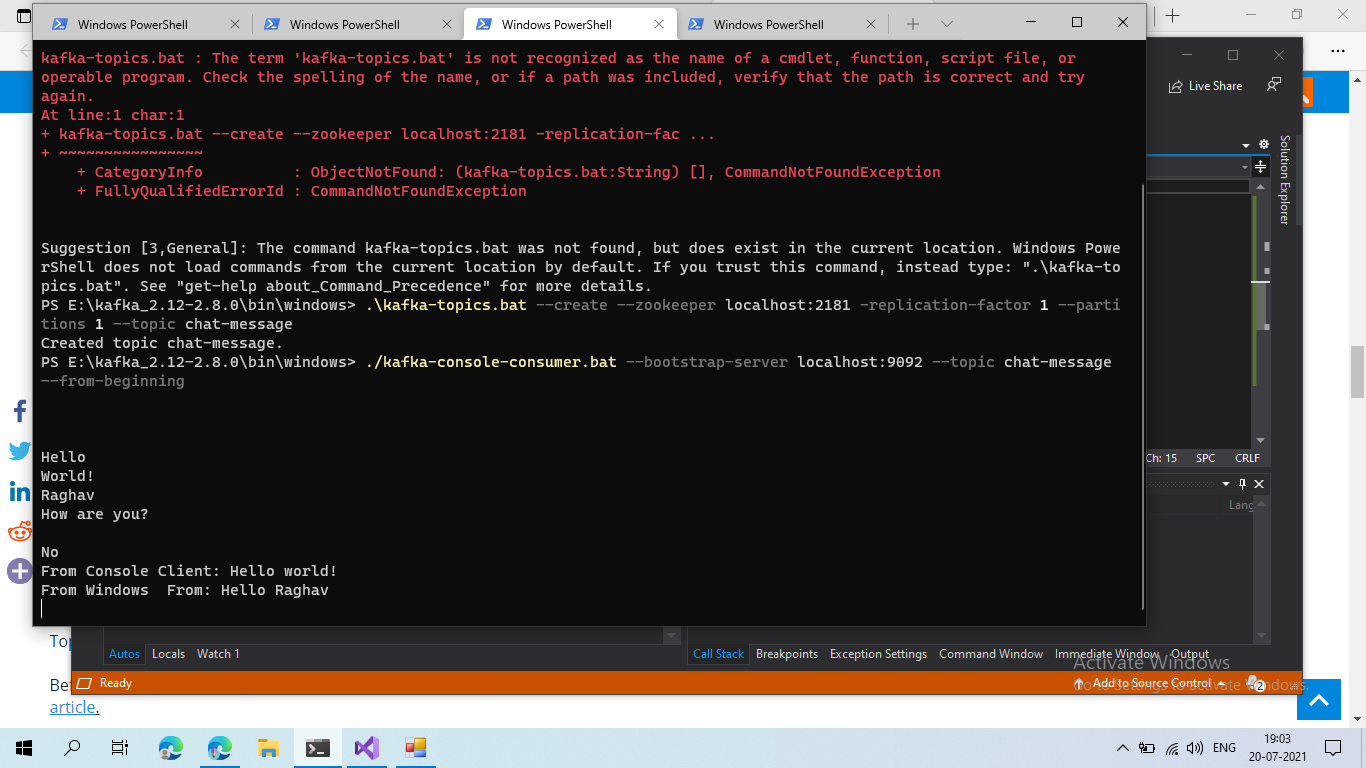 Windows PowerShell
Windows PowerShell
Windows PowerShell
Windows PowerShell
kafka-topics.bat : The term 'kafka-topics.bat' is not recognized as the name of a cmdlet, function, script file, or
operable program. Check the spelling of the name, or if a path was included, verify that the path is correct and try
again.
At line:1 char:1
+ kafka-topics.bat --create --zookeeper localhost:2181 -replication-fac ...
+ ~~~~~~~~~~~~~~~~
+ CategoryInfo          : ObjectNotFound: (kafka-topics.bat:String) [], CommandNotFoundException
+ FullyQualifiedErrorId : CommandNotFoundException
Suggestion [3,General]: The command kafka-topics.bat was not found, but does exist in the current location. Windows Powe
rShell does not load commands from the current location by default. If you trust this command, instead type: ".\kafka-to
pics.bat". See "get-help about_Command_Precedence" for more details.
PS E:\kafka_2.12-2.8.0\bin\windows> .\kafka-topics.bat --create --zookeeper localhost:2181 -replication-factor 1 --parti
tions 1 --topic chat-message
Created topic chat-message.
PS E:\kafka_2.12-2.8.0\bin\windows> ./kafka-console-consumer.bat --bootstrap-server localhost:9092 --topic chat-message
--from-beginning
Hello
World!
Raghav
How are you?
No
From Console Client: Hello world!
From Windows  From: Hello Raghav
Live Share
Solution Explorer
Ch: 15
SPC
CRLF
Lang
Top
Be
article.
Autos
Locals
Watch 1
Call Stack
Breakpoints
Exception Settings
Command Window
Immediate Window
Output
Activate Windows
Go to Settings to activate Windows.
Ready
Add to Source Control
2
ENG
19:03
20-07-2021